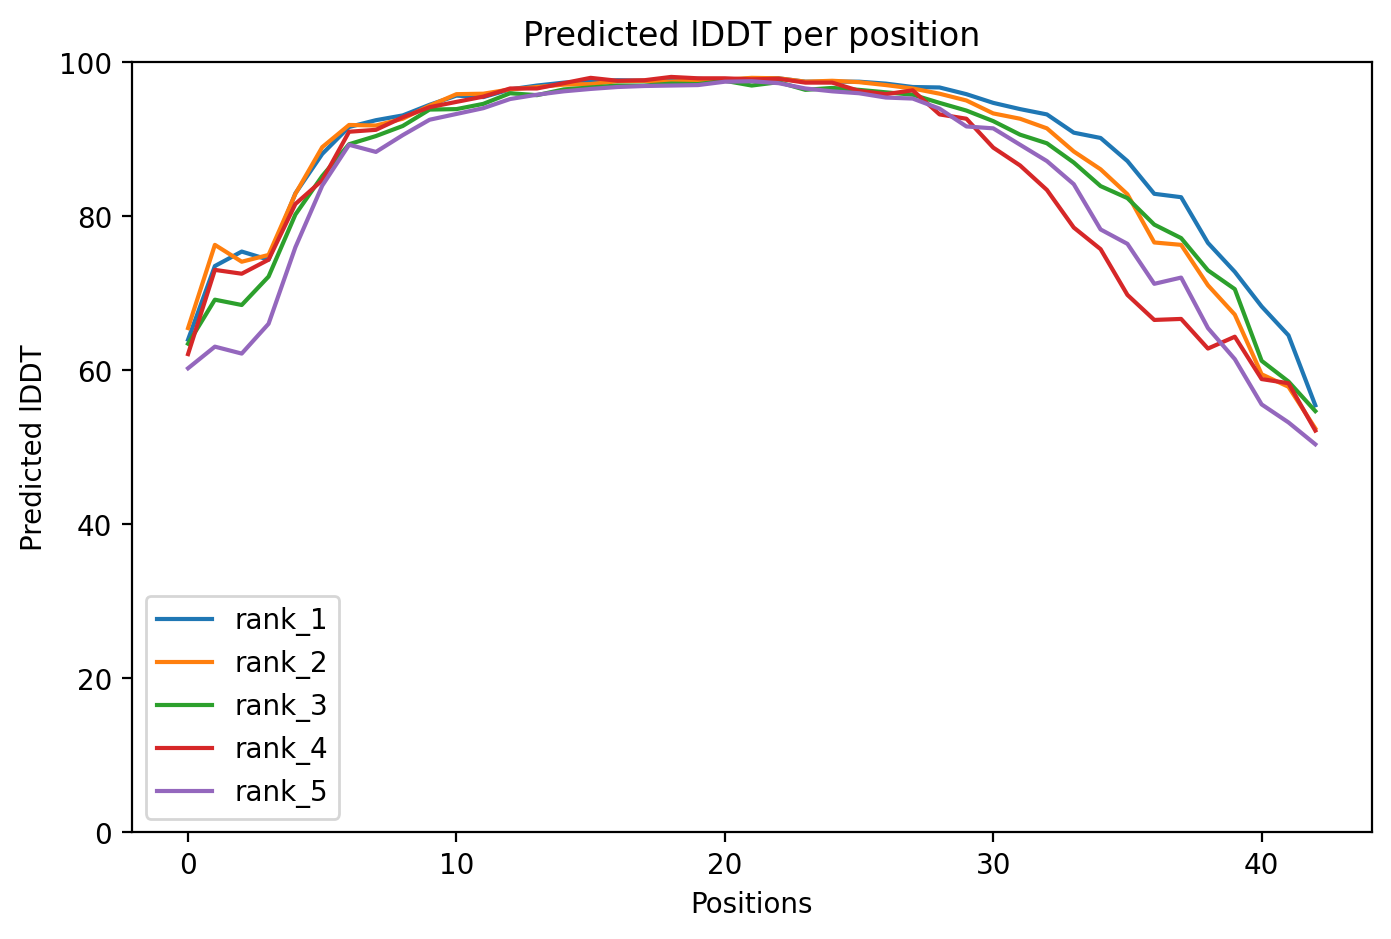 Predicted lDDT per position
Predicted lDDT
100
80
60
40
20
0
rank_1
rank_2
rank_3
rank_4
rank_5
0 10 20 30 40
Positions